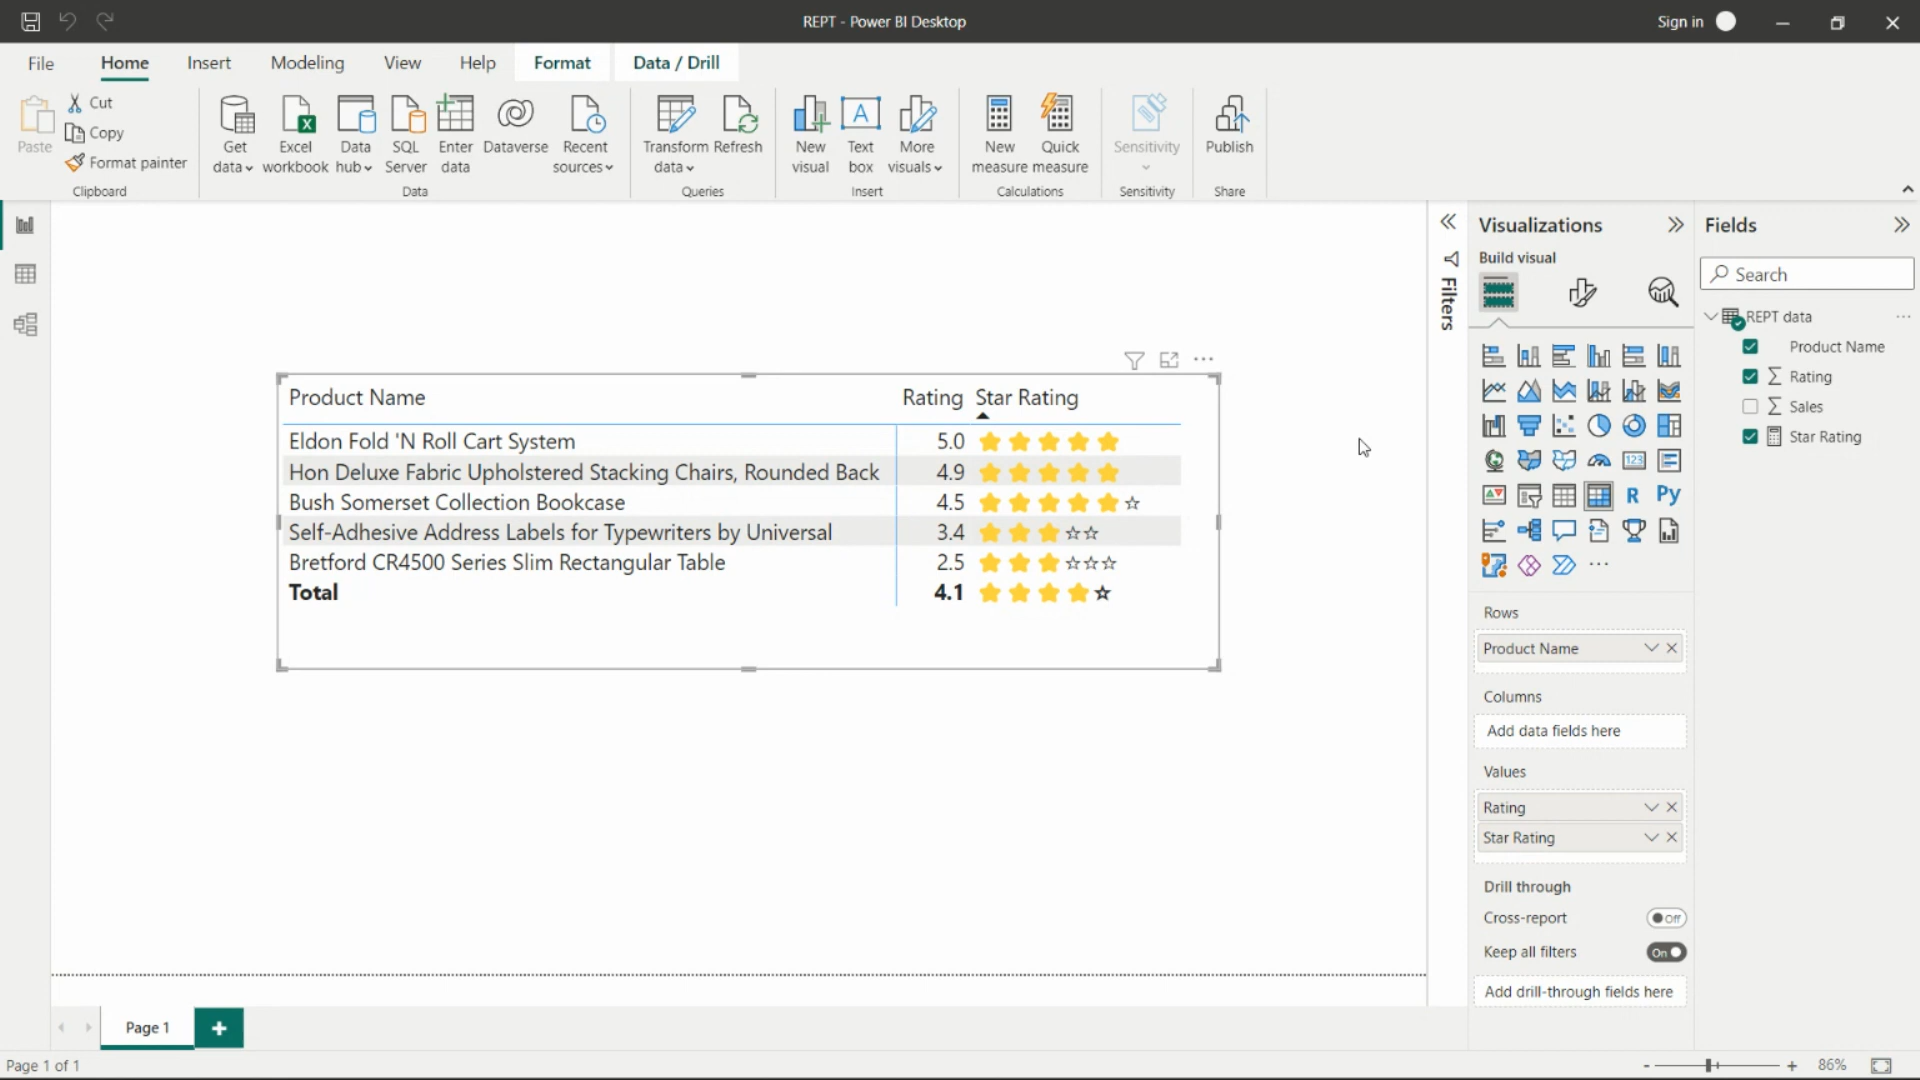 REPT - Power BI Desktop
Sign in
File Home Insert Modeling View Help Format Data / Drill
Paste
Cut
Copy
Format painter
Clipboard
Get data
Excel workbook
Data hub
SQL Server
Enter data
Dataverse
Recent sources
Data
Transform data
Refresh
Queries
New visual
Text box
More visuals
Insert
New measure
Quick measure
Calculations
Sensitivity
Sensitivity
Publish
Share
Product Name Rating Star Rating
Eldon Fold 'N Roll Cart System 5.0
Hon Deluxe Fabric Upholstered Stacking Chairs, Rounded Back 4.9
Bush Somerset Collection Bookcase 4.5
Self-Adhesive Address Labels for Typewriters by Universal 3.4
Bretford CR4500 Series Slim Rectangular Table 2.5
Total 4.1
Filters
Visualizations
Build visual
123
R
Py
Rows
Product Name
Columns
Add data fields here
Values
Rating
Star Rating
Drill through
Cross-report Off
Keep all filters On
Add drill-through fields here
Fields
Search
REPT data
Product Name
Rating
Sales
Star Rating
Page 1
Page 1 of 1
86%